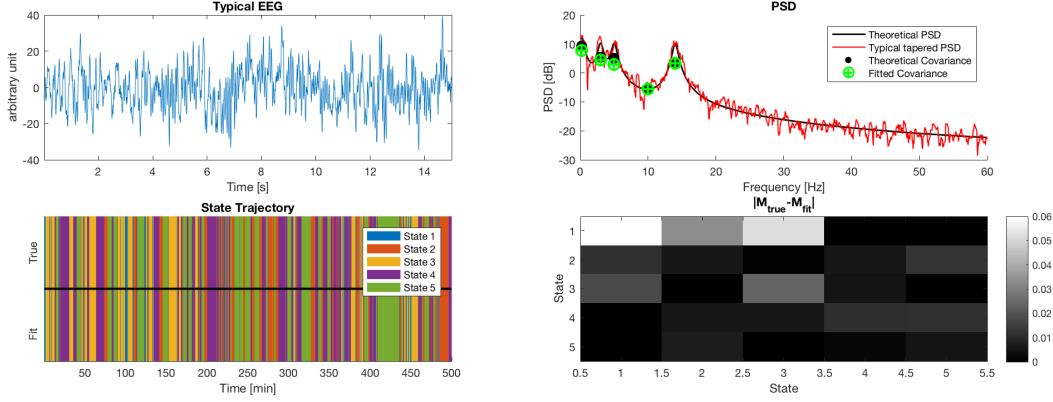 Typical EEG
40
20
0
-20
-40
arbitrary unit
2
4
6
8
10
12
14
Time [s]
PSD
20
10
0
-10
-20
-30
PSD [dB]
Theoretical PSD
Typical tapered PSD
Theoretical Covariance
Fitted Covariance
0
10
20
30
40
50
60
Frequency [Hz]
State Trajectory
True
Fit
State 1
State 2
State 3
State 4
State 5
50
100
150
200
250
300
350
400
450
500
Time [min]
|M_true-M_fit|
1
2
3
4
5
State
0.5
1
1.5
2
2.5
3
3.5
4
4.5
5
5.5
State
0.06
0.05
0.04
0.03
0.02
0.01
0